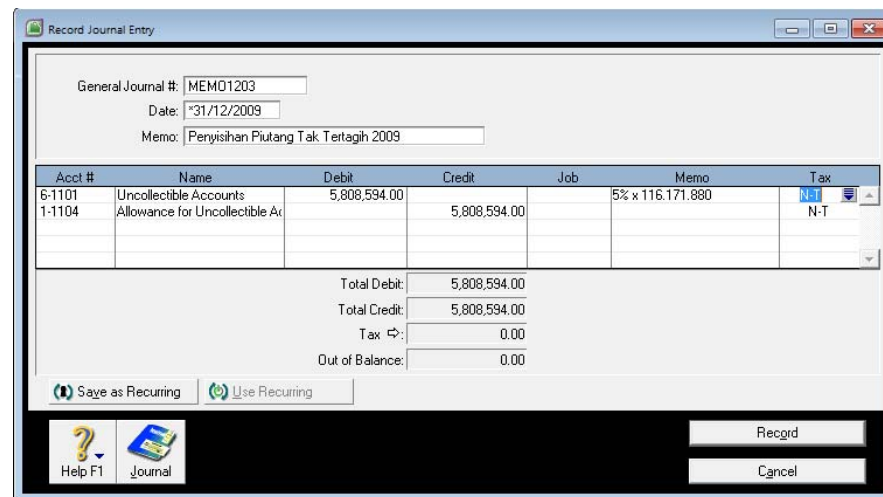 Record Journal Entry
General Journal #: MEMO1203
Date: *31/12/2009
Memo: Penyisihan Piutang Tak Tertagih 2009
Acct # Name Debit Credit Job Memo Tax
6-1101 Uncollectible Accounts 5,808,594.00 5% x 116.171.880 N-T
1-1104 Allowance for Uncollectible Ac 5,808,594.00 N-T
Total Debit: 5,808,594.00
Total Credit: 5,808,594.00
Tax ⇨: 0.00
Out of Balance: 0.00
Save as Recurring Use Recurring
Help F1 Journal Record
Cancel